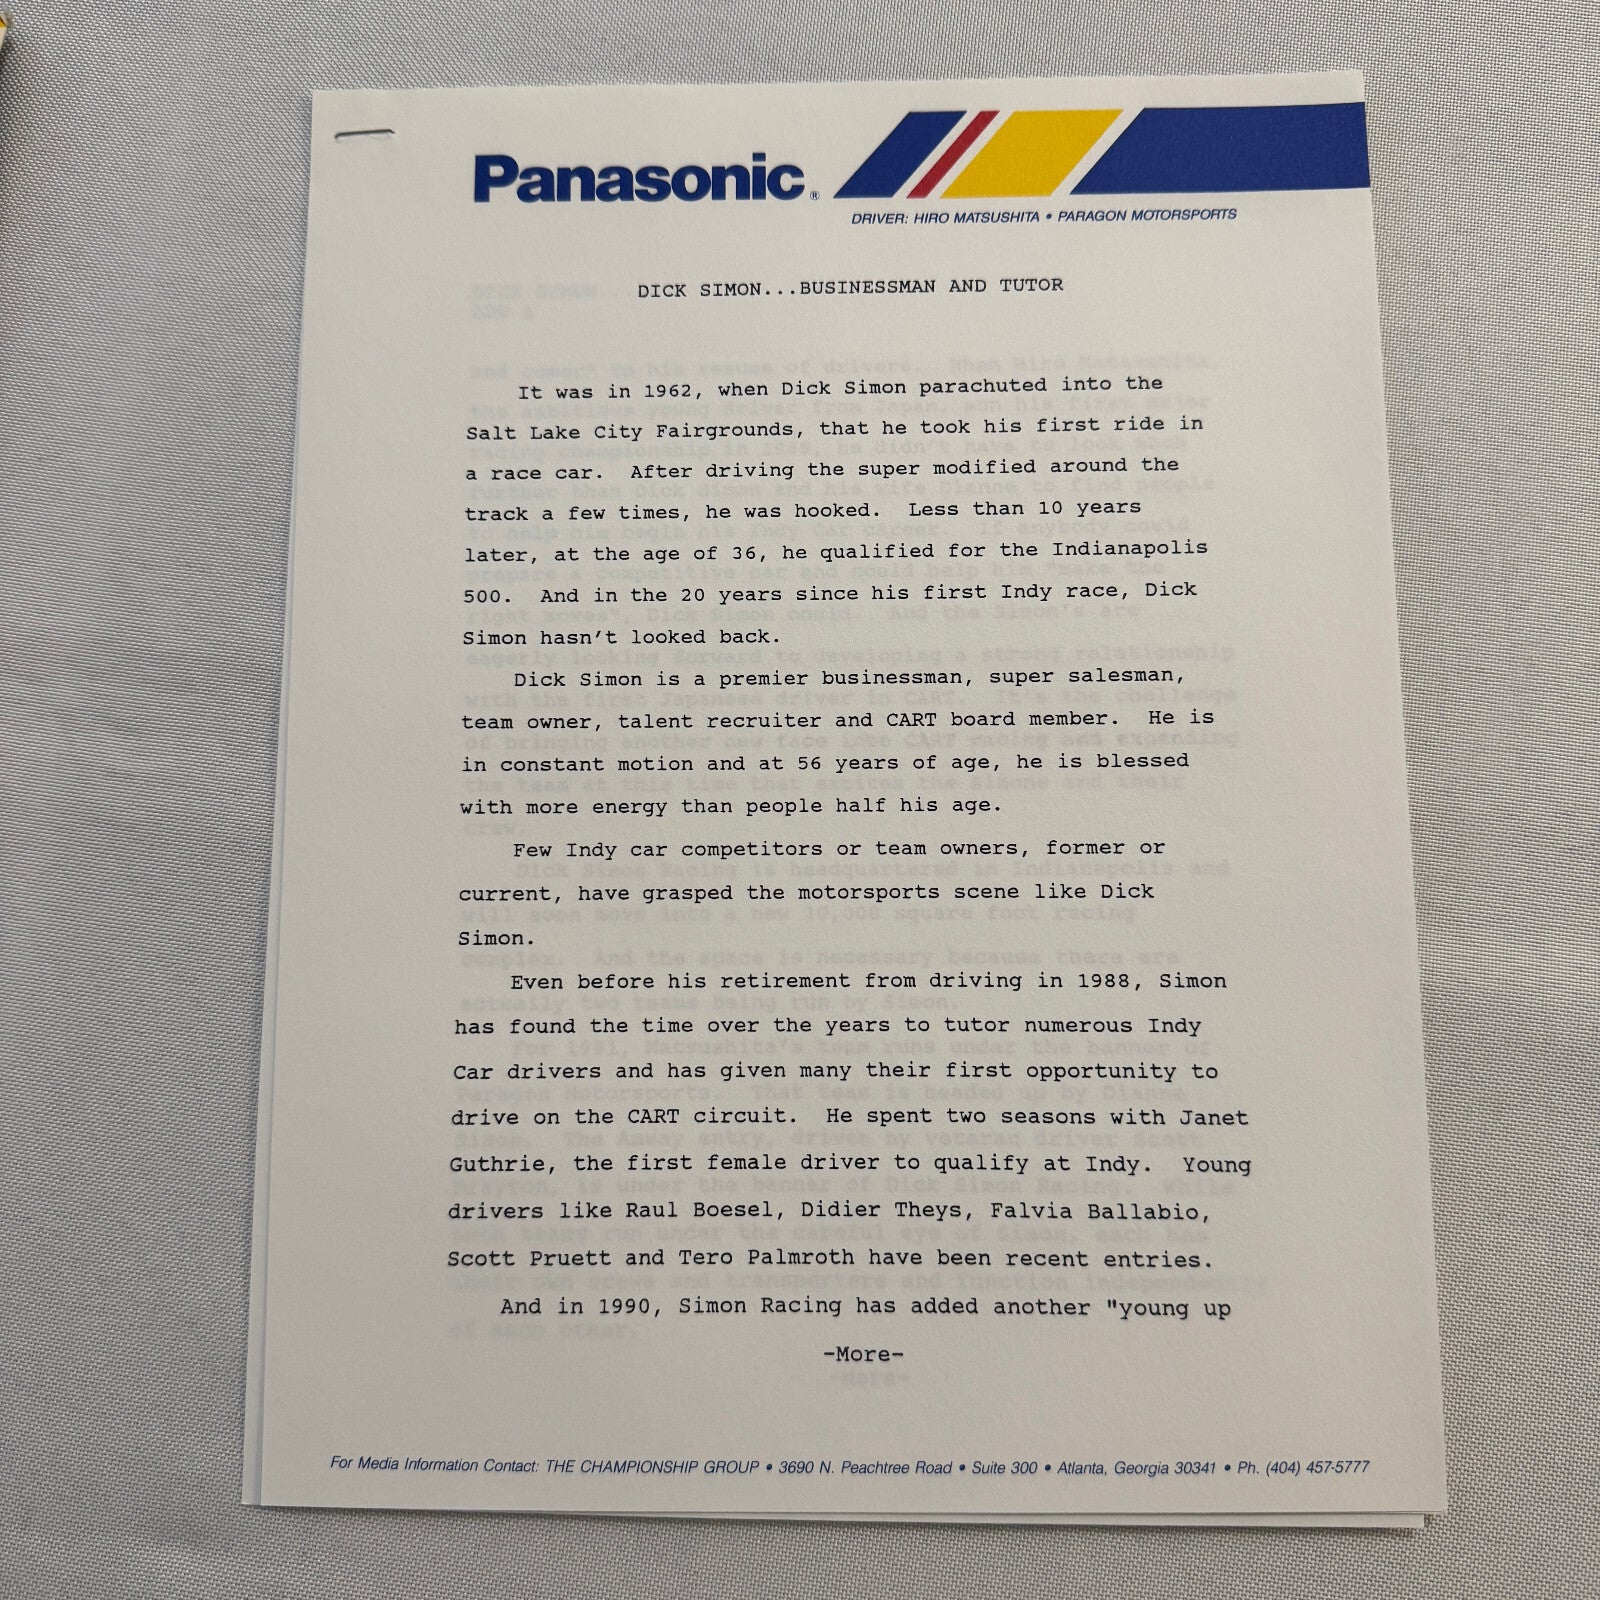 Panasonic®
DRIVER: HIRO MATSUSHITA • PARAGON MOTORSPORTS
DICK SIMON...BUSINESSMAN AND TUTOR
It was in 1962, when Dick Simon parachuted into the
Salt Lake City Fairgrounds, that he took his first ride in
a race car. After driving the super modified around the
track a few times, he was hooked. Less than 10 years
later, at the age of 36, he qualified for the Indianapolis
500. And in the 20 years since his first Indy race, Dick
Simon hasn't looked back.
Dick Simon is a premier businessman, super salesman,
team owner, talent recruiter and CART board member. He is
in constant motion and at 56 years of age, he is blessed
with more energy than people half his age.
Few Indy car competitors or team owners, former or
current, have grasped the motorsports scene like Dick
Simon.
Even before his retirement from driving in 1988, Simon
has found the time over the years to tutor numerous Indy
Car drivers and has given many their first opportunity to
drive on the CART circuit. He spent two seasons with Janet
Guthrie, the first female driver to qualify at Indy. Young
drivers like Raul Boesel, Didier Theys, Falvia Ballabio,
Scott Pruett and Tero Palmroth have been recent entries.
And in 1990, Simon Racing has added another "young up
-More-
For Media Information Contact: THE CHAMPIONSHIP GROUP • 3690 N. Peachtree Road • Suite 300 • Atlanta, Georgia 30341 • Ph. (404) 457-5777